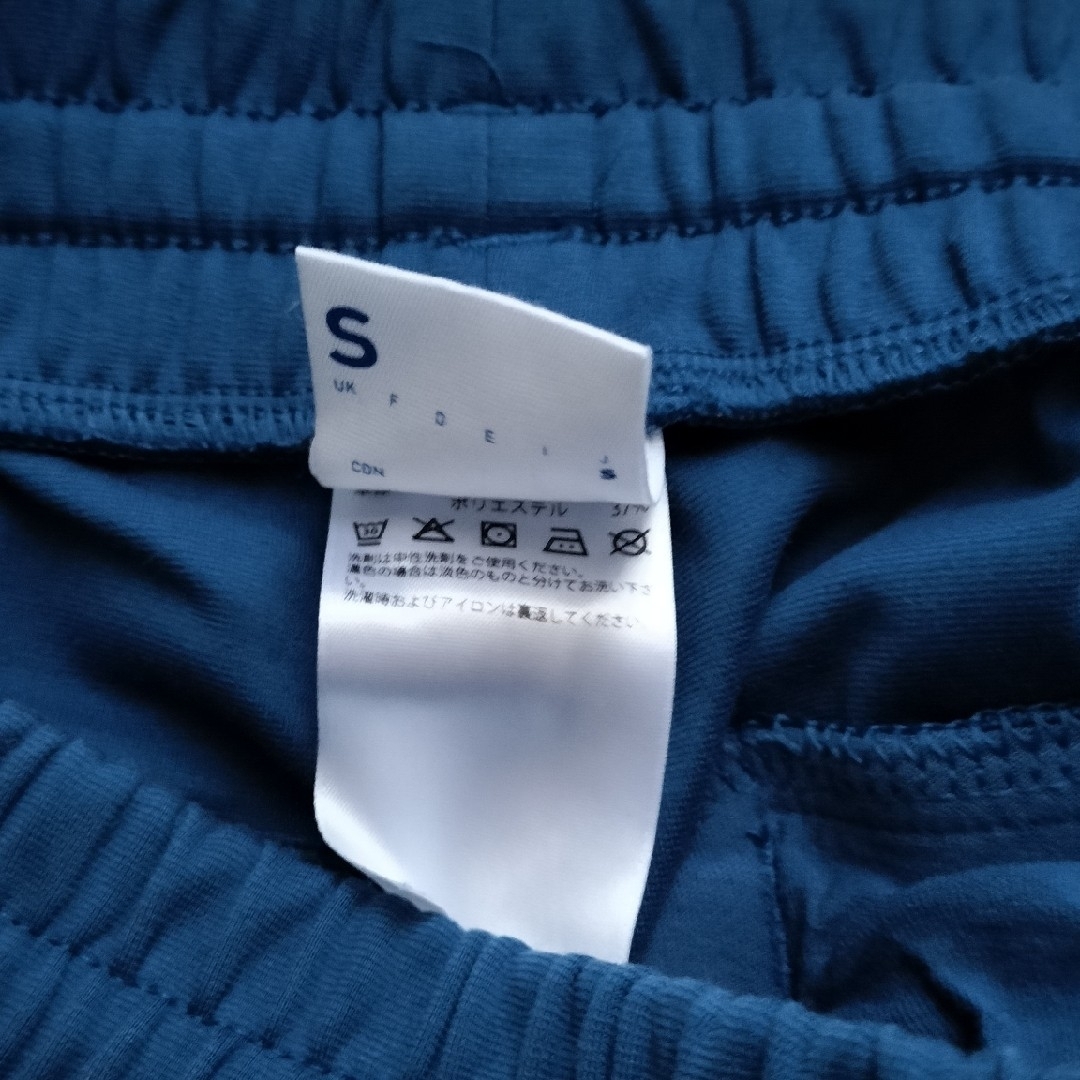 S
UK F D E I J
CDN S
ポリエステル
30
洗剤は中性洗剤をご使用ください。
濃色の場合は淡色のものと分けてお洗い下さ
い。
洗濯時およびアイロンは裏返してください